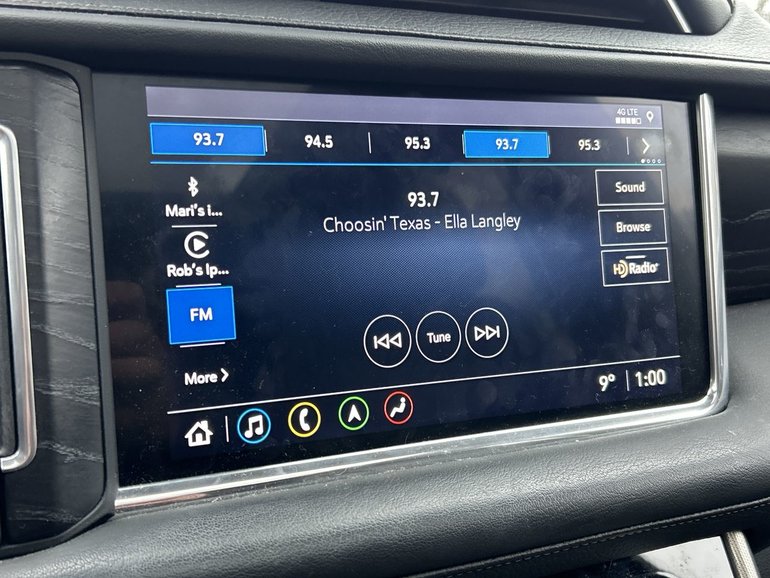 4G LTE
93.7 94.5 95.3 93.7 95.3
Mari's i...
93.7
Sound
Choosin' Texas - Ella Langley
Browse
Rob's Ip...
HD Radio
FM
Tune
More
9° 1:00